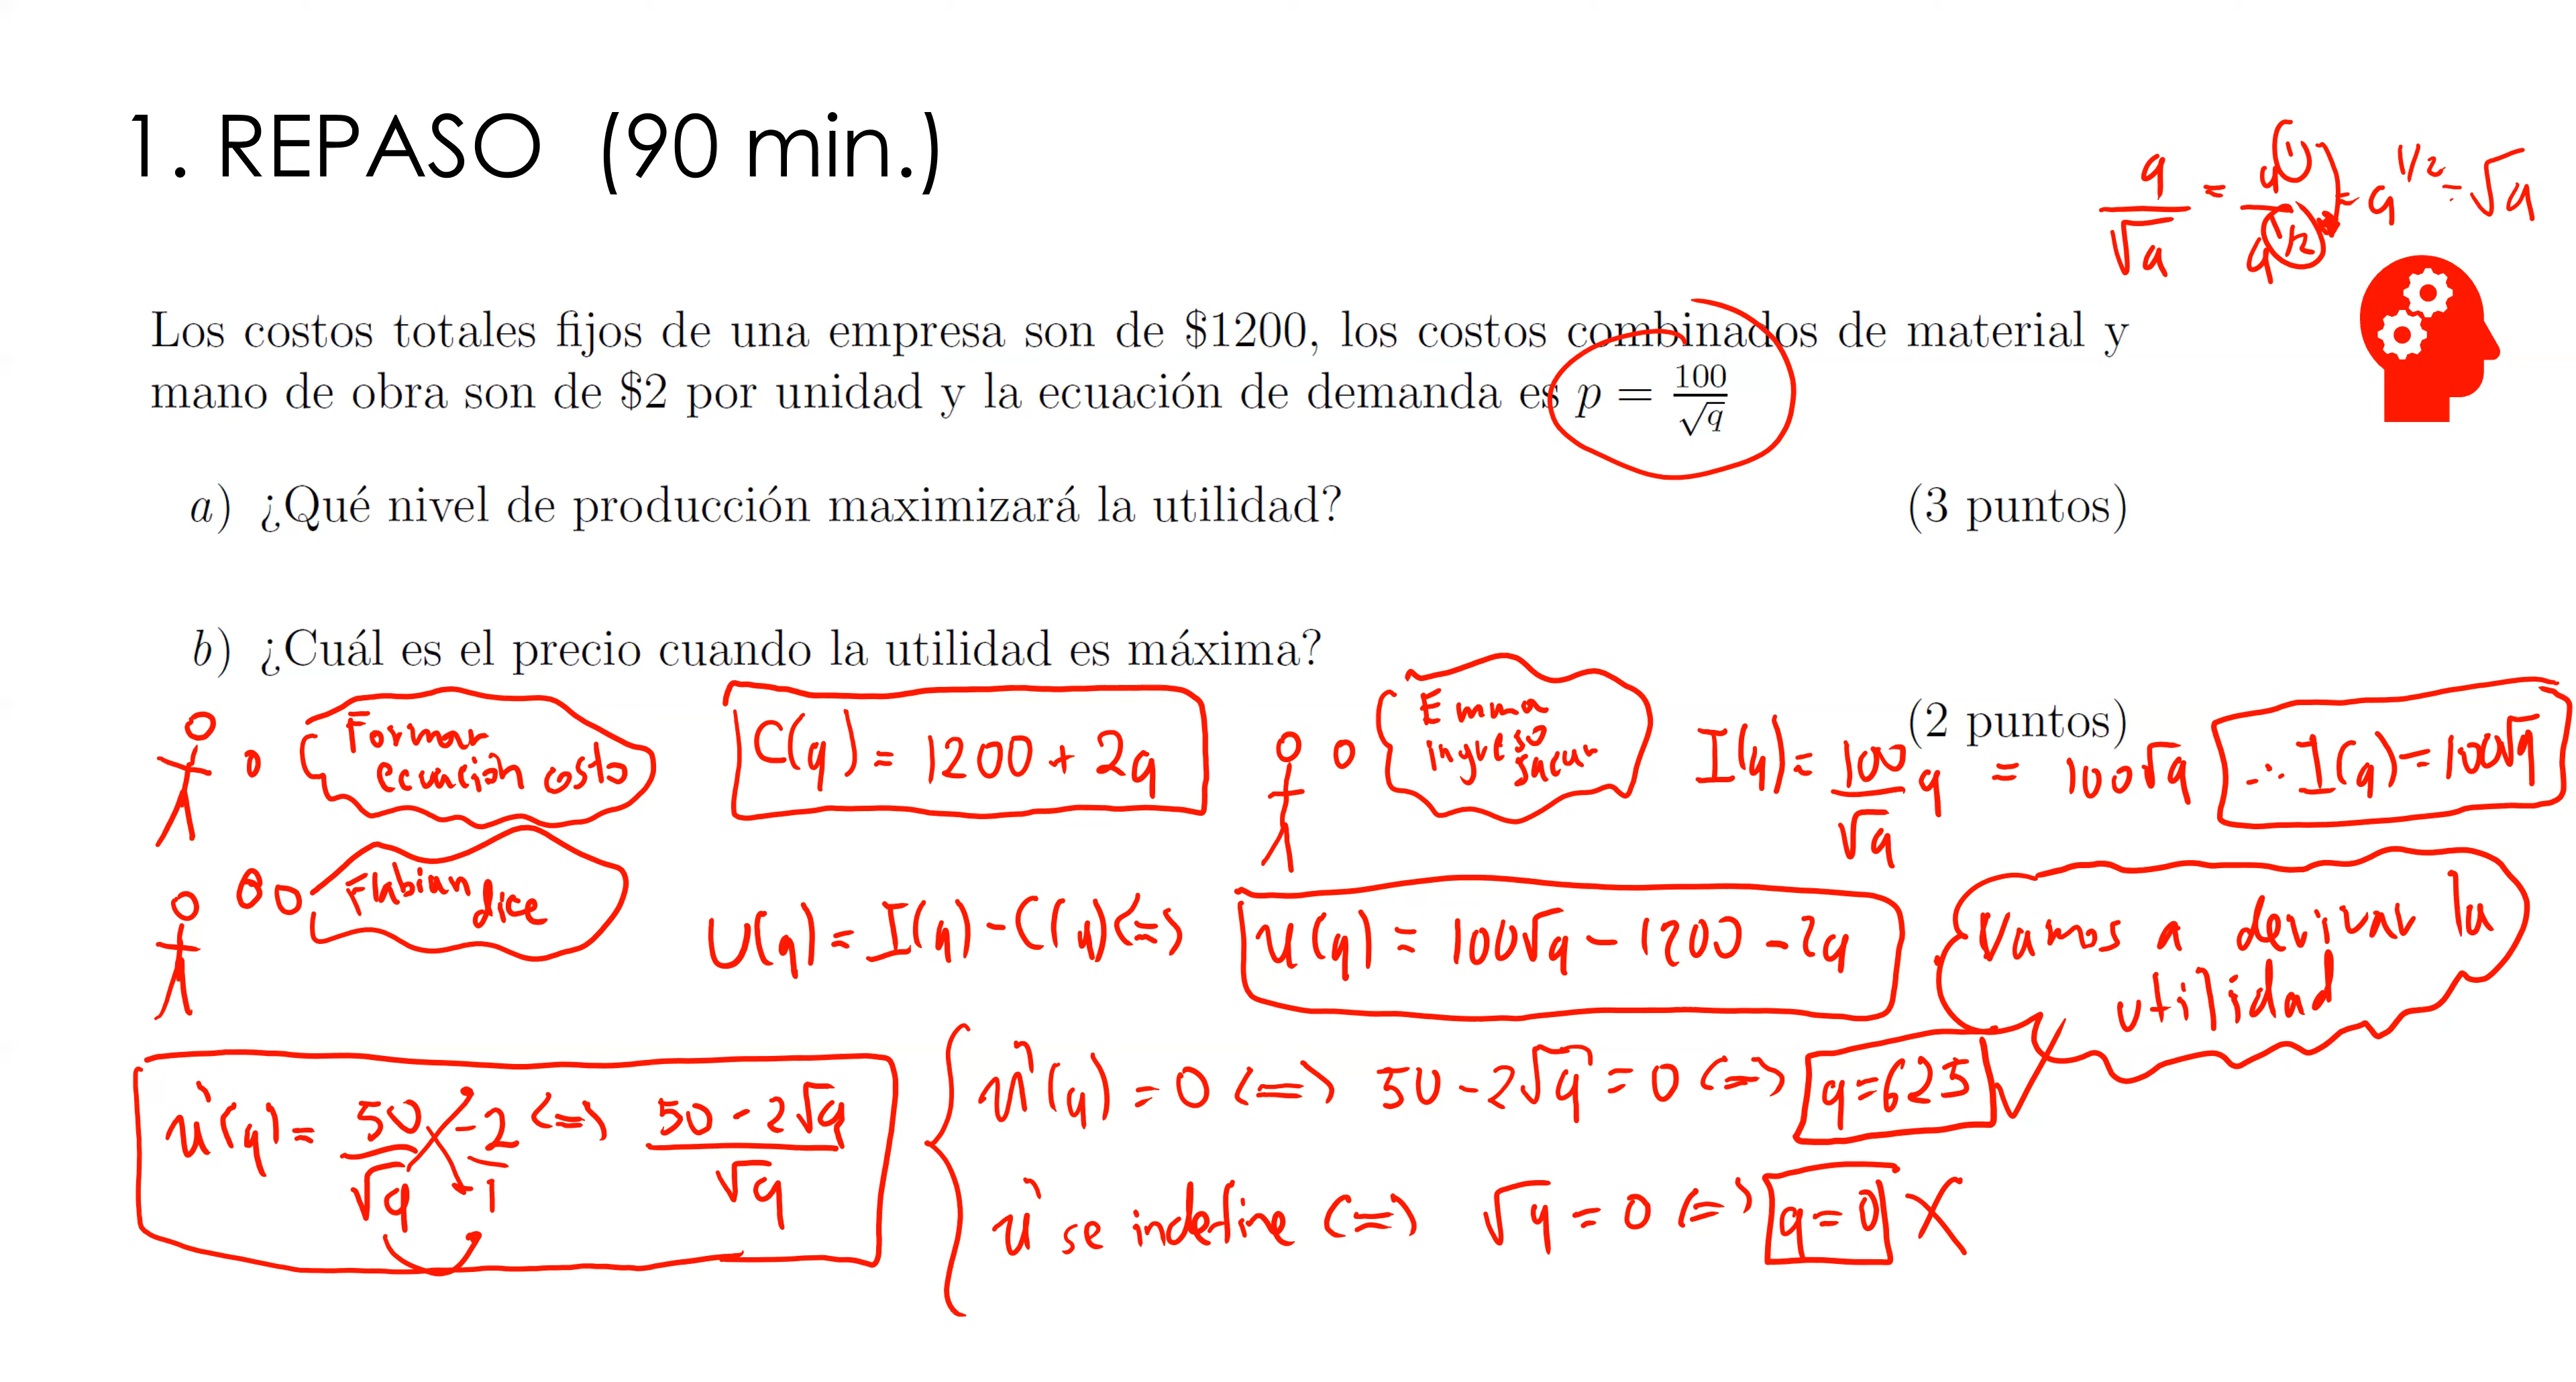 1. REPASO (90 min.)
q/√q = q^1/q^1/2 = q^1/2 = √q
Los costos totales fijos de una empresa son de $1200, los costos combinados de material y
mano de obra son de $2 por unidad y la ecuación de demanda es p = 100/√q
a) ¿Qué nivel de producción maximizará la utilidad? (3 puntos)
b) ¿Cuál es el precio cuando la utilidad es máxima?
(2 puntos)
Formar
ecuación costo
C(q) = 1200 + 2q
Emma
ingreso
sacar
I(q) = 100/√q q = 100√q
∴ I(q) = 100√q
Flabian
dice
U(q) = I(q) - C(q) <=>
u(q) = 100√q - 1200 - 2q
Vamos a derivar la
utilidad
u'(q) = 50/√q - 2/1 <=> 50 - 2√q/√q
u'(q) = 0 <=> 50 - 2√q = 0 <=> q = 625 ✓
u' se indefine <=> √q = 0 <=> q = 0 X